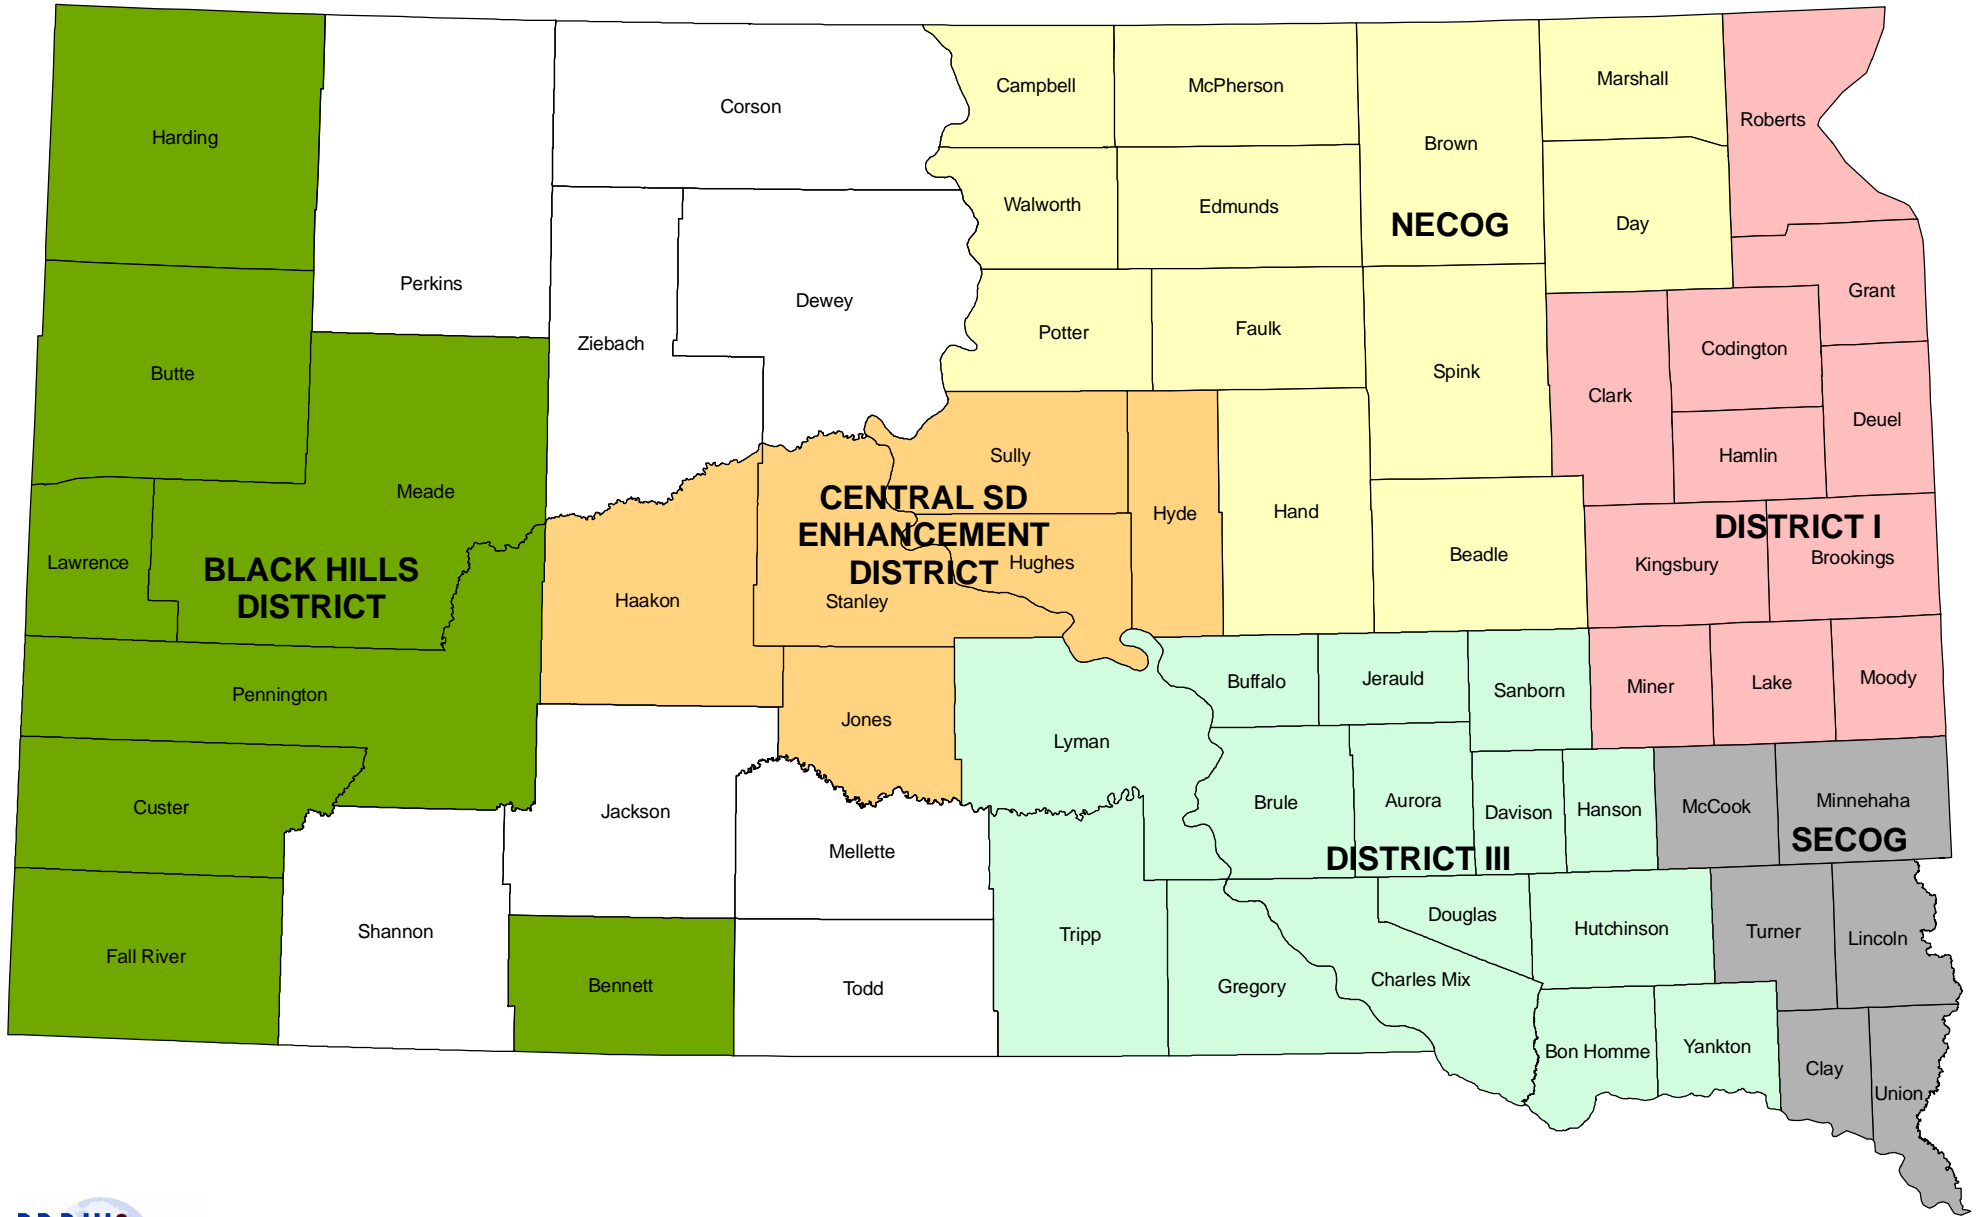 Campbell
McPherson
Marshall
Corson
Roberts
Harding
Brown
Walworth
Edmunds
NECOG
Day
Perkins
Grant
Dewey
Potter
Faulk
Ziebach
Codington
Butte
Spink
Clark
Deuel
Sully
Hamlin
Meade
CENTRAL SD
ENHANCEMENT
DISTRICT
Hyde
Hand
DISTRICT I
Lawrence
BLACK HILLS
DISTRICT
Hughes
Beadle
Kingsbury
Brookings
Haakon
Stanley
Pennington
Buffalo
Jerauld
Sanborn
Miner
Lake
Moody
Jones
Lyman
Custer
Jackson
Brule
Aurora
Davison
Hanson
McCook
Minnehaha
SECOG
Mellette
DISTRICT III
Shannon
Tripp
Douglas
Hutchinson
Turner
Lincoln
Fall River
Bennett
Todd
Gregory
Charles Mix
Bon Homme
Yankton
Clay
Union